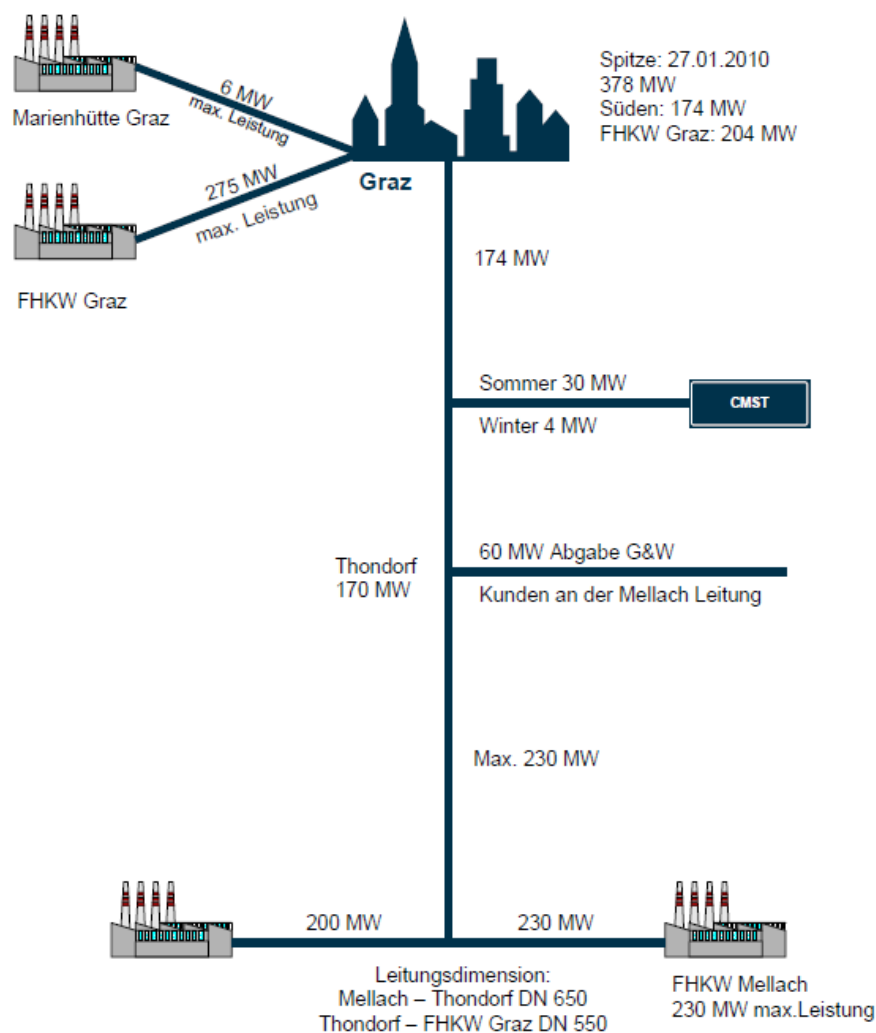 Spitze: 27.01.2010
378 MW
Süden: 174 MW
FHKW Graz: 204 MW
6 MW
max. Leistung
Marienhütte Graz
Graz
275 MW
max. Leistung
FHKW Graz
174 MW
Sommer 30 MW
CMST
Winter 4 MW
60 MW Abgabe G&W
Thondorf
170 MW
Kunden an der Mellach Leitung
Max. 230 MW
200 MW
230 MW
Leitungsdimension:
Mellach – Thondorf DN 650
Thondorf – FHKW Graz DN 550
FHKW Mellach
230 MW max.Leistung